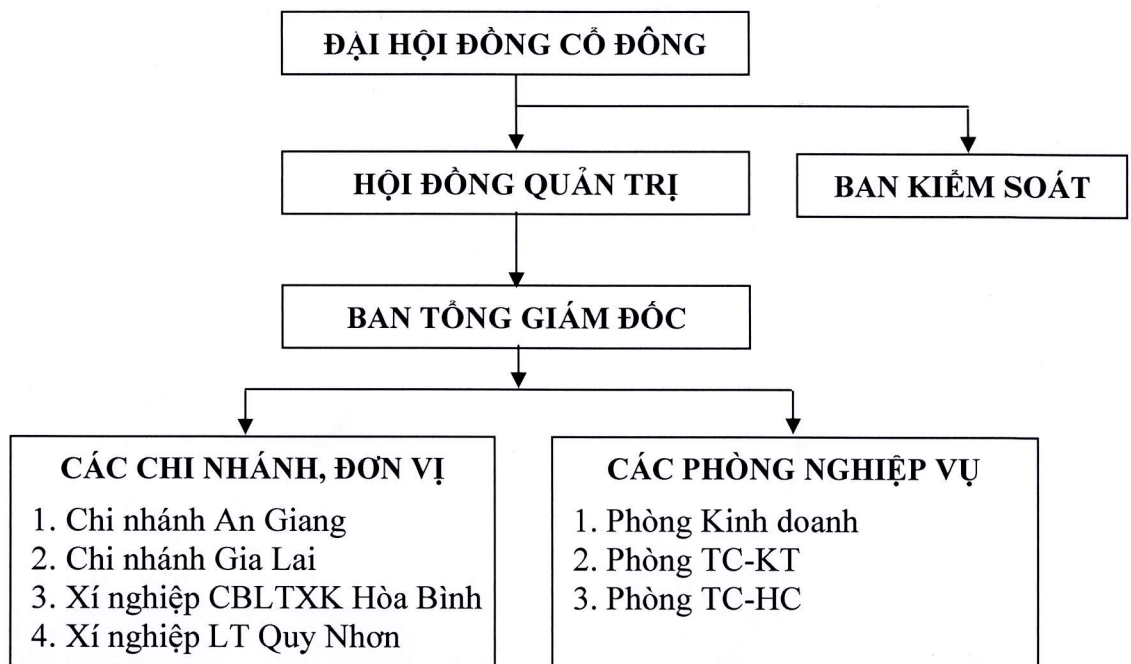 ĐẠI HỘI ĐỒNG CỔ ĐÔNG
HỘI ĐỒNG QUẢN TRỊ
BAN KIỂM SOÁT
BAN TỔNG GIÁM ĐỐC
CÁC CHI NHÁNH, ĐƠN VỊ
1. Chi nhánh An Giang
2. Chi nhánh Gia Lai
3. Xí nghiệp CBLTXK Hòa Bình
4. Xí nghiệp LT Quy Nhơn
CÁC PHÒNG NGHIỆP VỤ
1. Phòng Kinh doanh
2. Phòng TC-KT
3. Phòng TC-HC